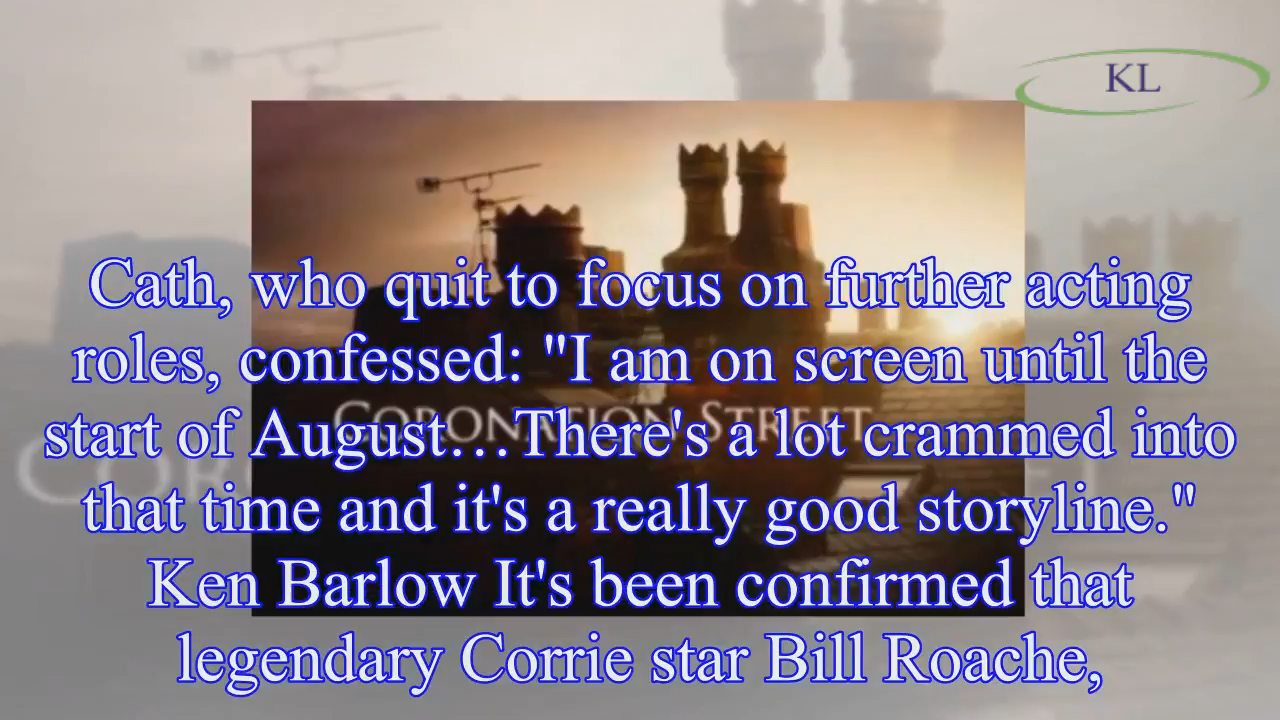 KL
Cath, who quit to focus on further acting
roles, confessed: "I am on screen until the
start of August…There's a lot crammed into
that time and it's a really good storyline."
Ken Barlow It's been confirmed that
legendary Corrie star Bill Roache,
CORONATION STREET